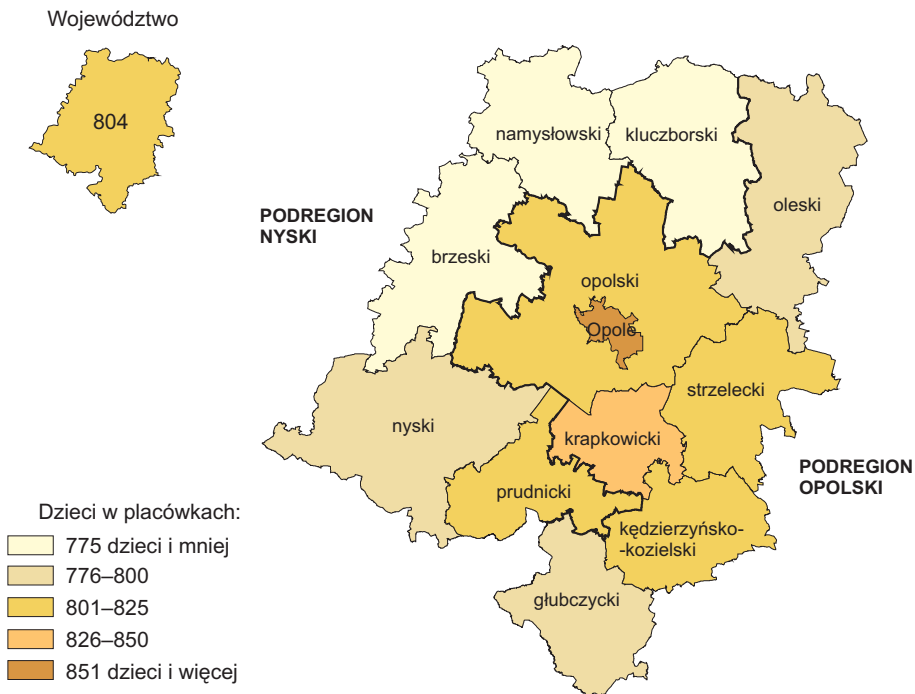 Województwo
804
namysłowski
kluczborski
oleski
PODREGION
NYSKI
brzeski
opolski
Opole
strzelecki
nyski
krapkowicki
PODREGION
OPOLSKI
prudnicki
kędzierzyńsko-
-kozielski
głubczycki
Dzieci w placówkach:
775 dzieci i mniej
776–800
801–825
826–850
851 dzieci i więcej